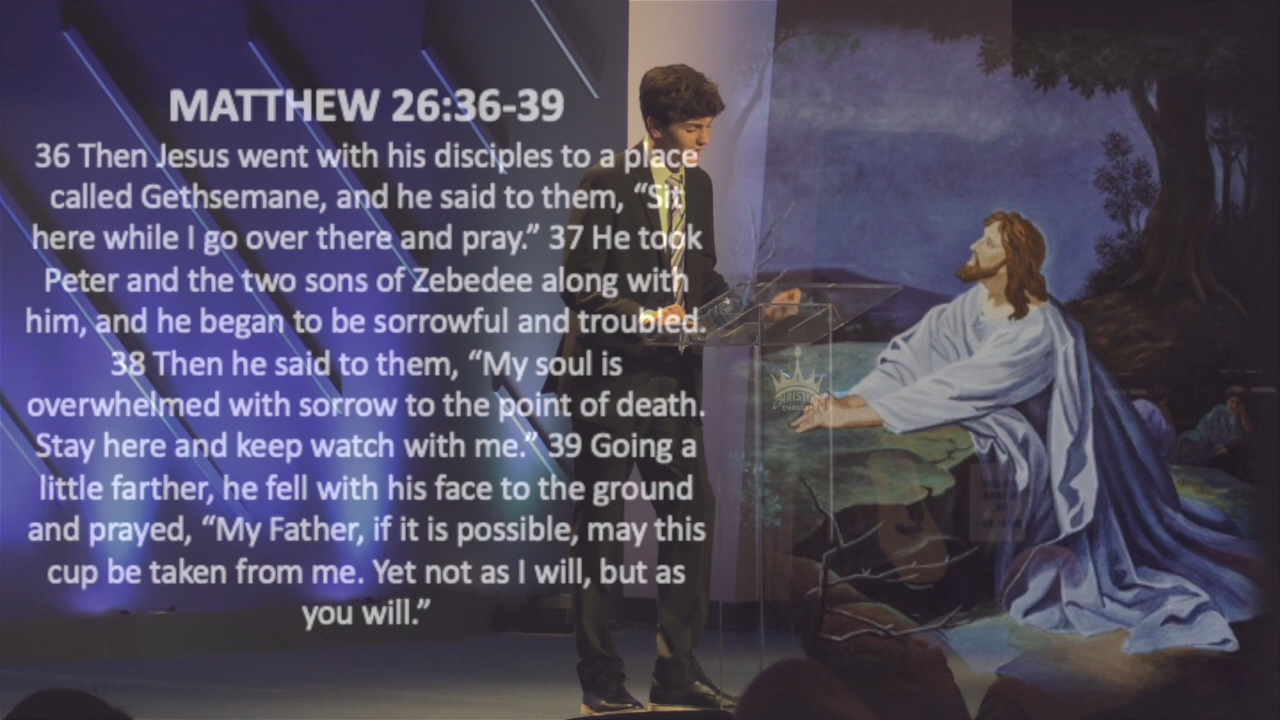 MATTHEW 26:36-39
36 Then Jesus went with his disciples to a place
called Gethsemane, and he said to them, “Sit
here while I go over there and pray.” 37 He took
Peter and the two sons of Zebedee along with
him, and he began to be sorrowful and troubled.
38 Then he said to them, “My soul is
overwhelmed with sorrow to the point of death.
Stay here and keep watch with me.” 39 Going a
little farther, he fell with his face to the ground
and prayed, “My Father, if it is possible, may this
cup be taken from me. Yet not as I will, but as
you will.”